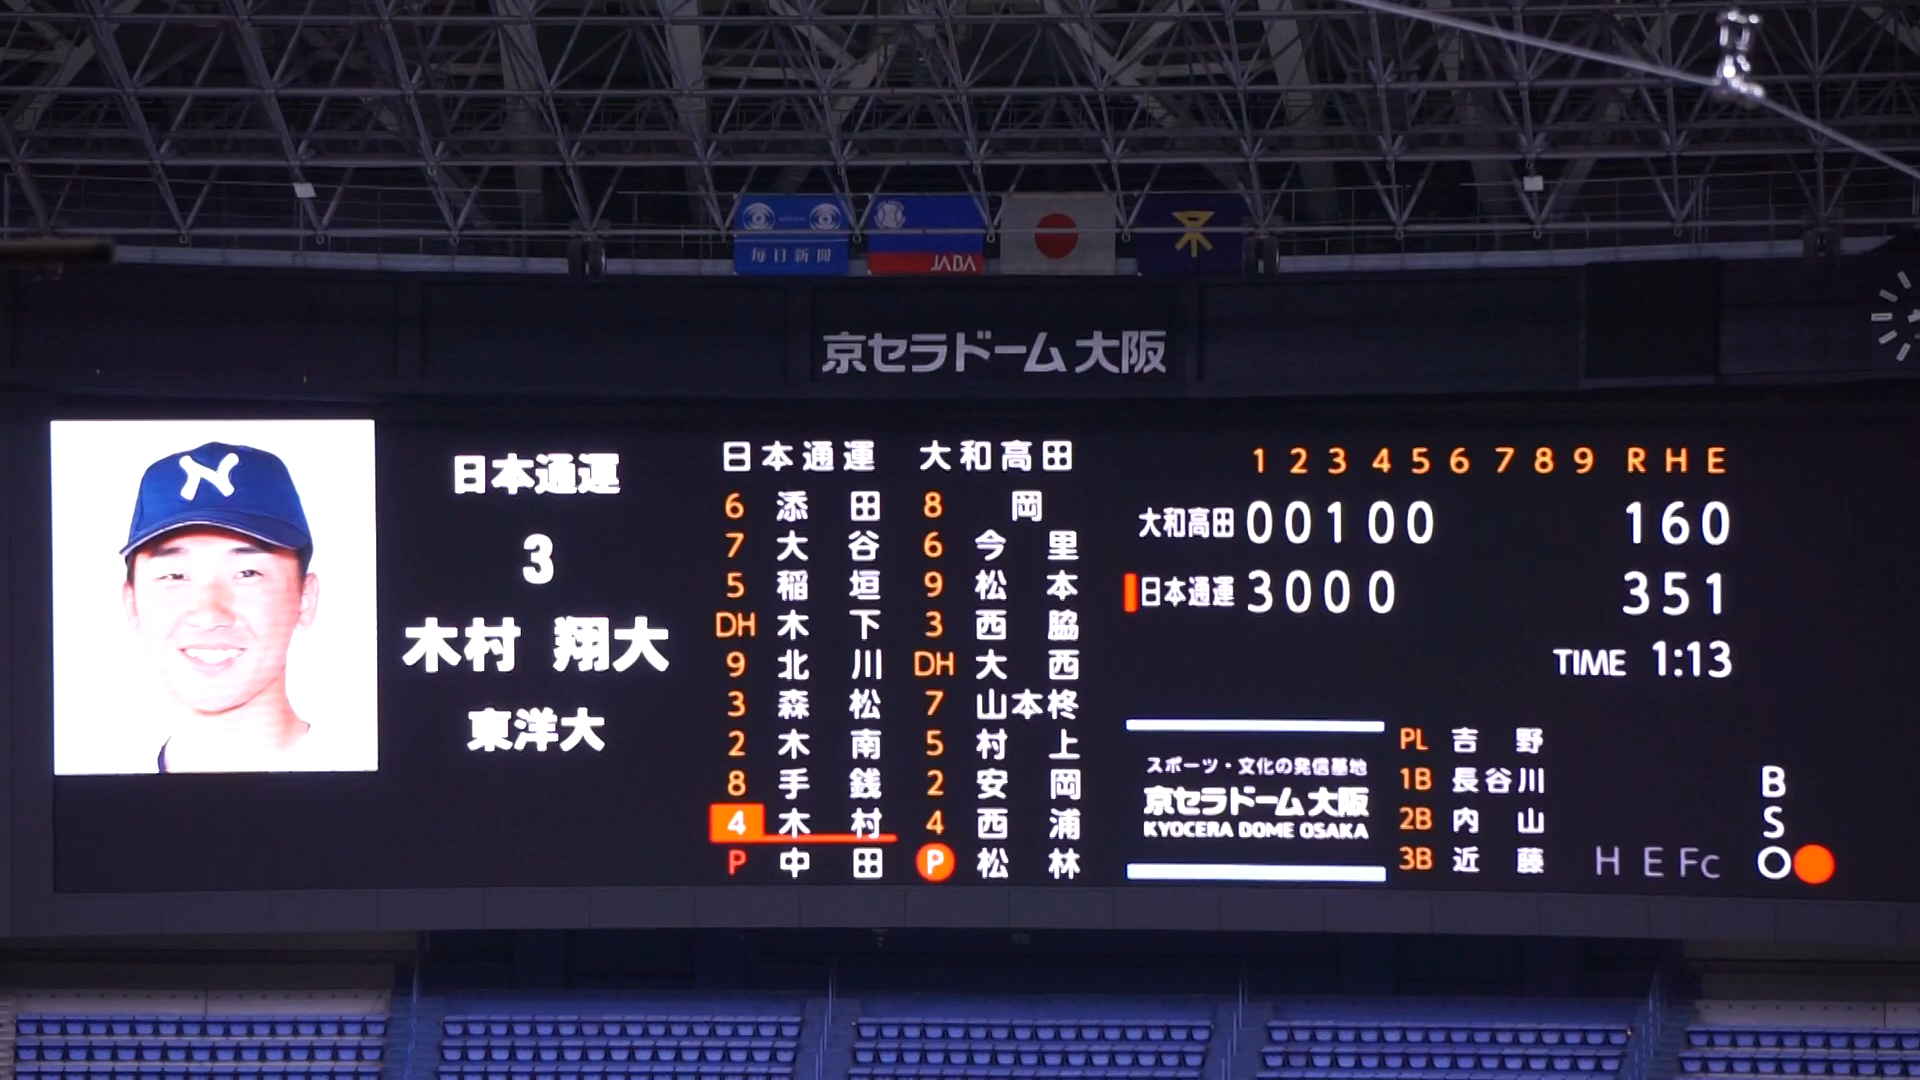 毎日新聞
JABA
京セラドーム大阪
日本通運
3
木村 翔大
東洋大
日本通運 大和高田
6 添田 8 岡
7 大谷 6 今里
5 稲垣 9 松本
DH 木下 3 西脇
9 北川 DH 大西
3 森松 7 山本柊
2 木南 5 村上
8 手銭 2 安岡
4 木村 4 西浦
P 中田 P 松林
1 2 3 4 5 6 7 8 9 R H E
大和高田 0 0 1 0 0 1 6 0
日本通運 3 0 0 0 3 5 1
TIME 1:13
スポーツ・文化の発信基地
京セラドーム大阪
KYOCERA DOME OSAKA
PL 吉野
1B 長谷川
2B 内山
3B 近藤
H E Fc
B
S
O